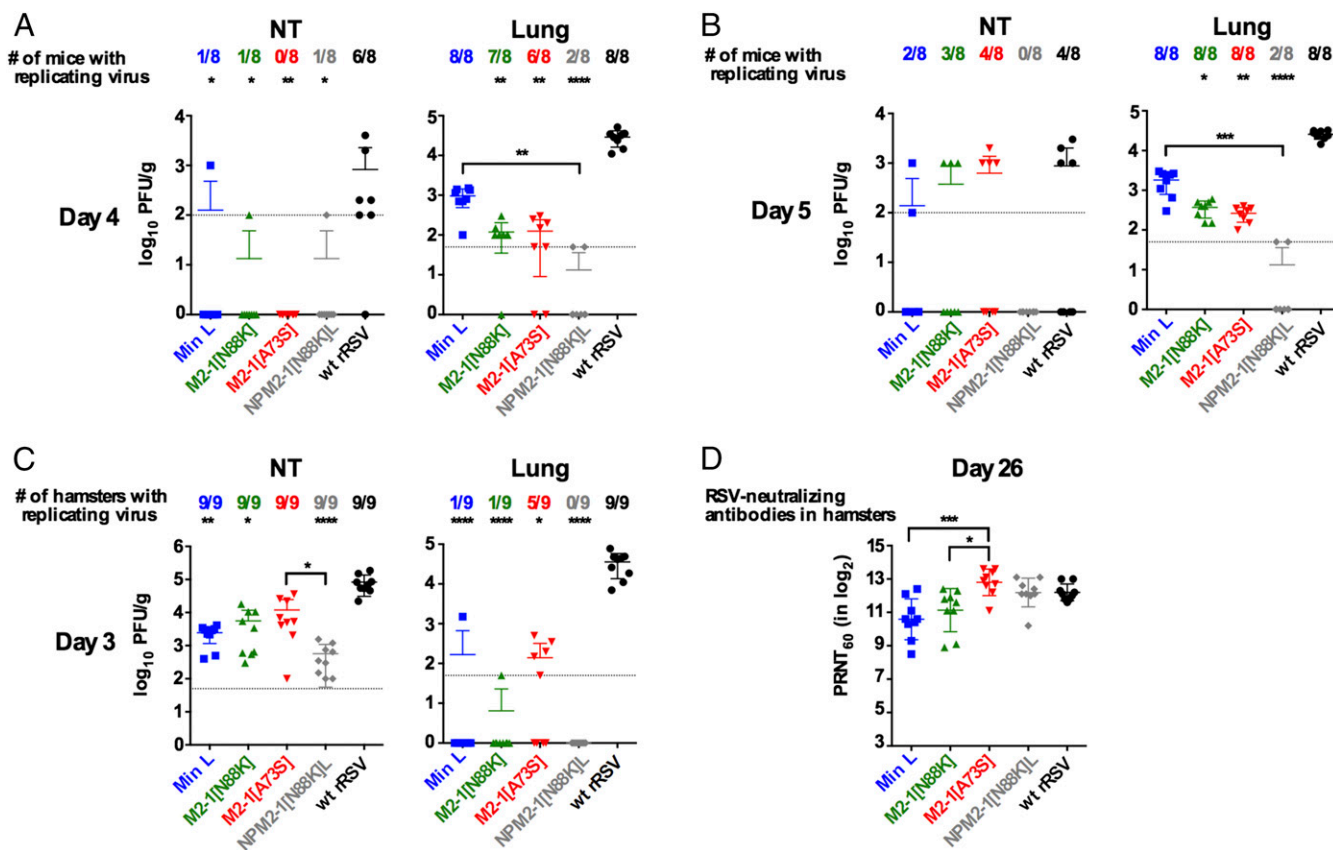 A
NT
Lung
# of mice with
replicating virus
1/8 1/8 0/8 1/8 6/8
* * ** *
8/8 7/8 6/8 2/8 8/8
** ** ****
Day 4
log10 PFU/g
4
3
2
1
0
Min L
M2-1[N88K]
M2-1[A73S]
NPM2-1[N88K]L
wt rRSV
**
5
4
3
2
1
0
Min L
M2-1[N88K]
M2-1[A73S]
NPM2-1[N88K]L
wt rRSV
B
NT
Lung
# of mice with
replicating virus
2/8 3/8 4/8 0/8 4/8
8/8 8/8 8/8 2/8 8/8
* ** ****
Day 5
log10 PFU/g
4
3
2
1
0
Min L
M2-1[N88K]
M2-1[A73S]
NPM2-1[N88K]L
wt rRSV
***
5
4
3
2
1
0
Min L
M2-1[N88K]
M2-1[A73S]
NPM2-1[N88K]L
wt rRSV
C
NT
Lung
# of hamsters with
replicating virus
9/9 9/9 9/9 9/9 9/9
** * ****
1/9 1/9 5/9 0/9 9/9
**** **** * ****
Day 3
log10 PFU/g
6
5
4
3
2
1
0
*
Min L
M2-1[N88K]
M2-1[A73S]
NPM2-1[N88K]L
wt rRSV
5
4
3
2
1
0
Min L
M2-1[N88K]
M2-1[A73S]
NPM2-1[N88K]L
wt rRSV
D
Day 26
RSV-neutralizing
antibodies in hamsters
***
*
PRNT60 (in log2)
15
13
11
9
7
5
3
Min L
M2-1[N88K]
M2-1[A73S]
NPM2-1[N88K]L
wt rRSV